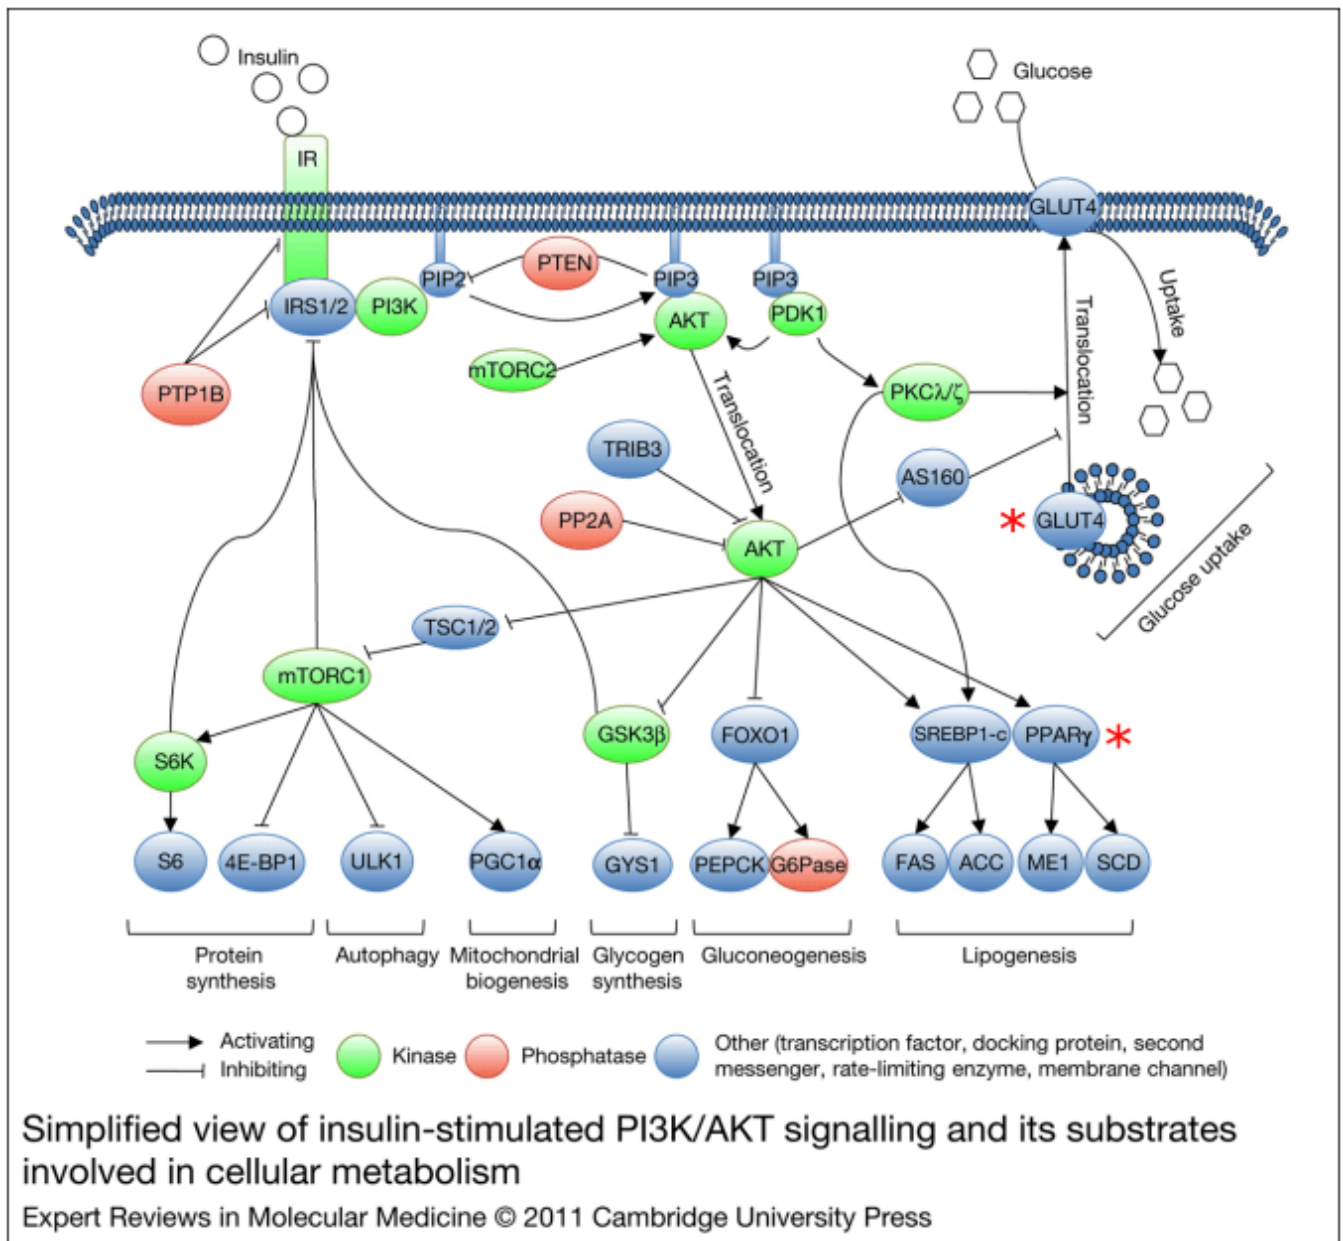 Insulin
Glucose
IR
GLUT4
PTEN
PIP2
PIP3
PIP3
IRS1/2
PI3K
AKT
PDK1
Uptake
Translocation
mTORC2
PTP1B
PKCλ/ζ
Translocation
TRIB3
AS160
PP2A
* GLUT4
AKT
Glucose uptake
TSC1/2
mTORC1
S6K
GSK3β
FOXO1
SREBP1-c
PPARγ *
S6
4E-BP1
ULK1
PGC1α
GYS1
PEPCK
G6Pase
FAS
ACC
ME1
SCD
Protein
synthesis
Autophagy
Mitochondrial
biogenesis
Glycogen
synthesis
Gluconeogenesis
Lipogenesis
Activating
Inhibiting
Kinase
Phosphatase
Other (transcription factor, docking protein, second
messenger, rate-limiting enzyme, membrane channel)
Simplified view of insulin-stimulated PI3K/AKT signalling and its substrates
involved in cellular metabolism
Expert Reviews in Molecular Medicine © 2011 Cambridge University Press